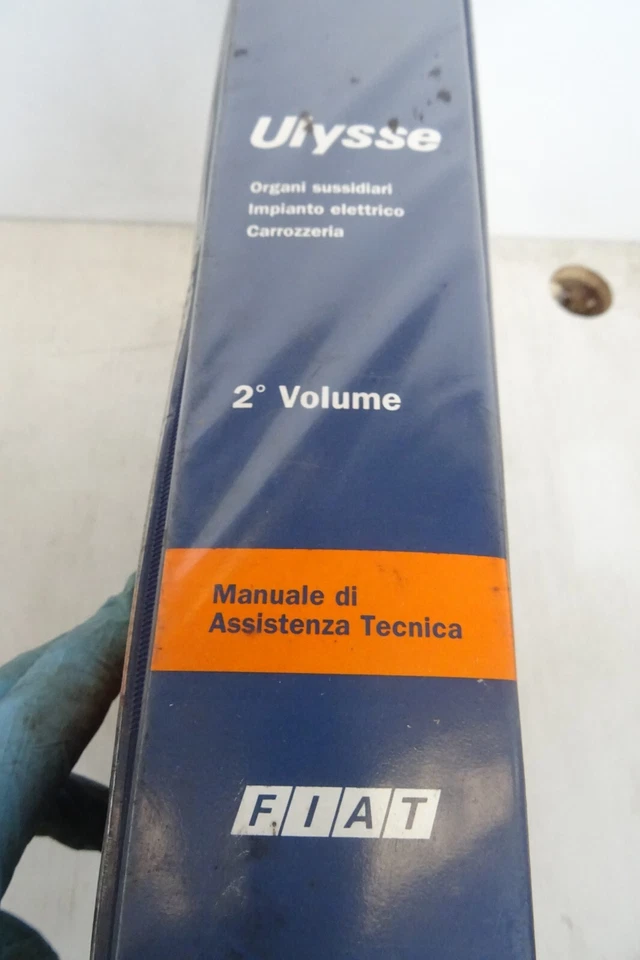 Ulysse
Organi sussidiari
Impianto elettrico
Carrozzeria
2° Volume
Manuale di
Assistenza Tecnica
FIAT